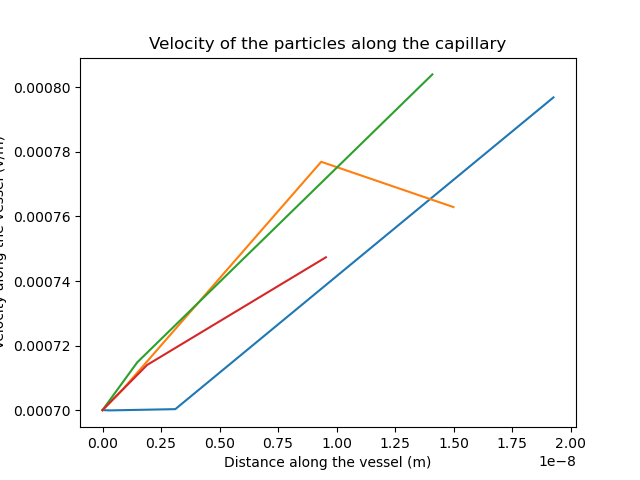 Velocity of the particles along the capillary
0.00080
0.00078
0.00076
0.00074
0.00072
0.00070
along the vessel
0.00 0.25 0.50 0.75 1.00 1.25 1.50 1.75 2.00
1e−8
Distance along the vessel (m)